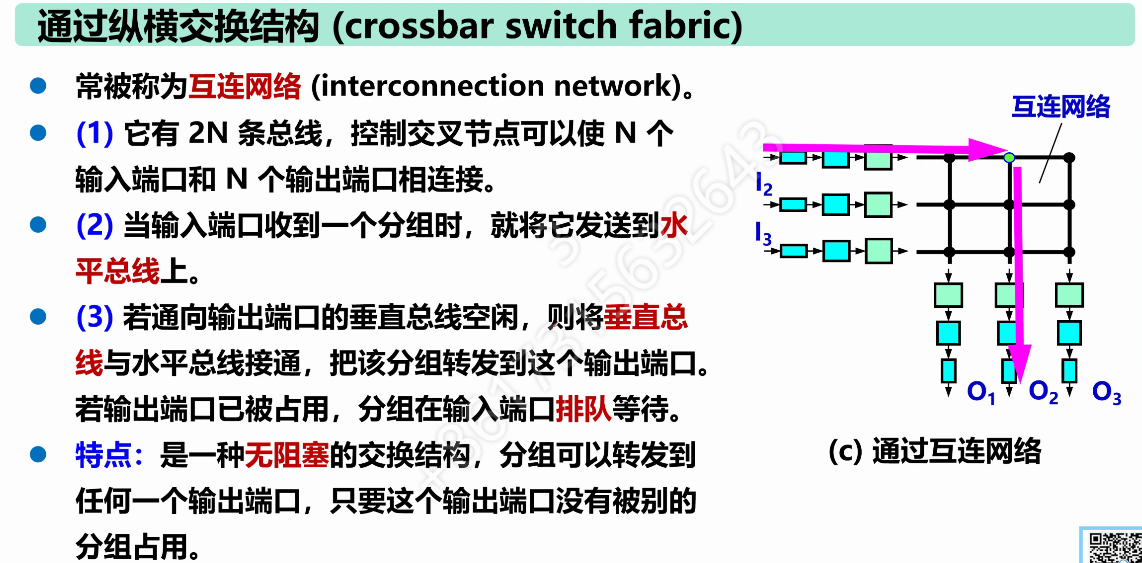 通过纵横交换结构 (crossbar switch fabric)
常被称为互连网络 (interconnection network)。
(1) 它有 2N 条总线，控制交叉节点可以使 N 个
输入端口和 N 个输出端口相连接。
(2) 当输入端口收到一个分组时，就将它发送到水
平总线上。
(3) 若通向输出端口的垂直总线空闲，则将垂直总
线与水平总线接通，把该分组转发到这个输出端口。
若输出端口已被占用，分组在输入端口排队等待。
特点：是一种无阻塞的交换结构，分组可以转发到
任何一个输出端口，只要这个输出端口没有被别的
分组占用。
互连网络
I2
I3
O1 O2 O3
(c) 通过互连网络